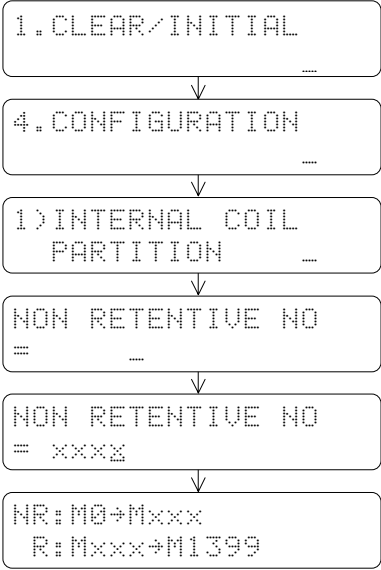 1.CLEAR/INITIAL
_
4.CONFIGURATION
_
1)INTERNAL COIL
PARTITION _
NON RETENTIVE NO
= _
NON RETENTIVE NO
= xxxx
NR:M0→Mxxx
R:Mxxx→M1399